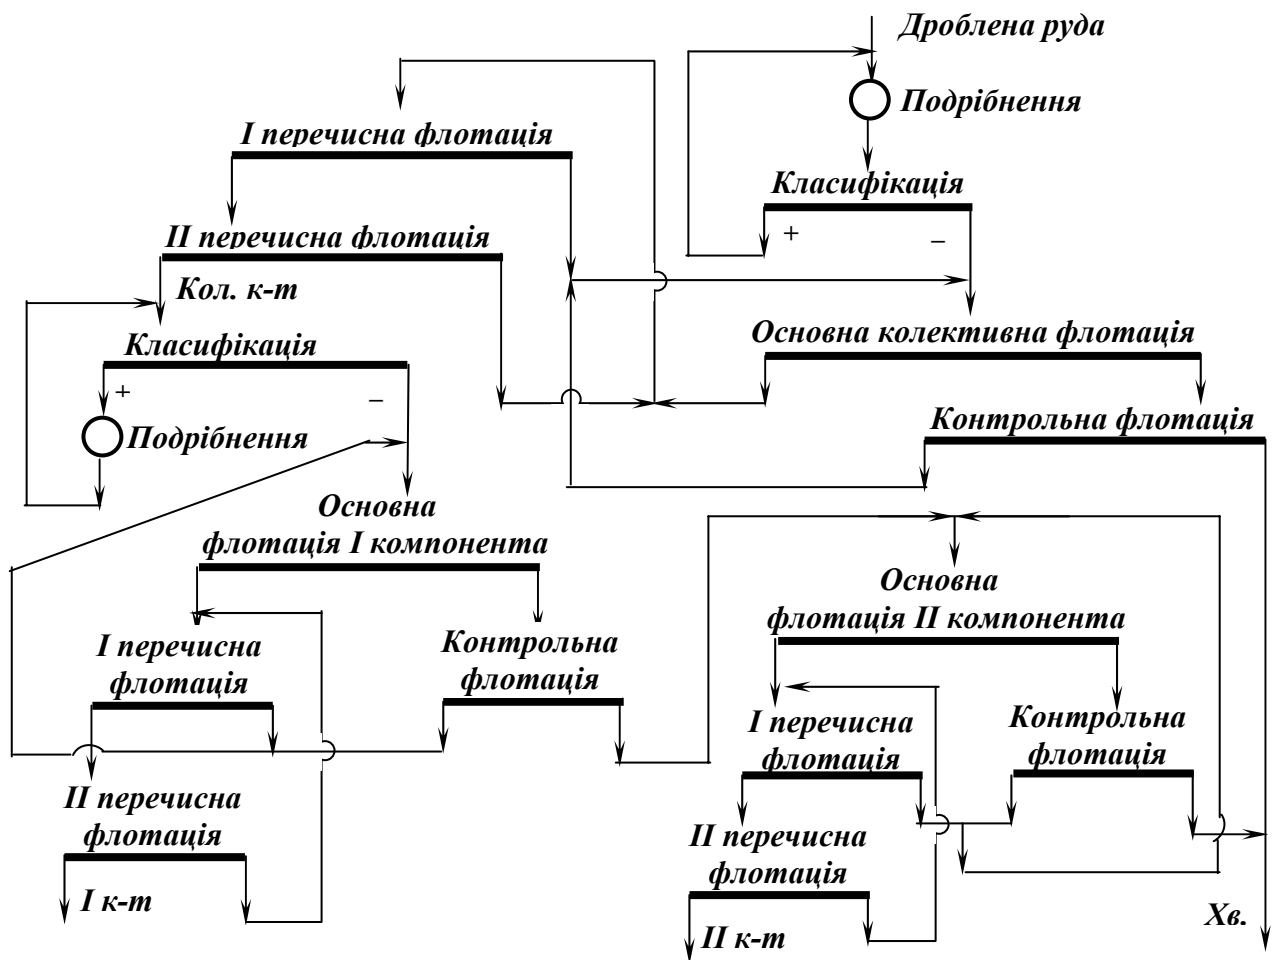 Дроблена руда
Подрібнення
І перечисна флотація
Класифікація
+
–
ІІ перечисна флотація
Кол. к-т
Основна колективна флотація
Класифікація
+
–
Контрольна флотація
Подрібнення
Основна
флотація І компонента
Основна
флотація ІІ компонента
І перечисна
флотація
Контрольна
флотація
І перечисна
флотація
Контрольна
флотація
ІІ перечисна
флотація
ІІ перечисна
флотація
І к-т
ІІ к-т
Хв.